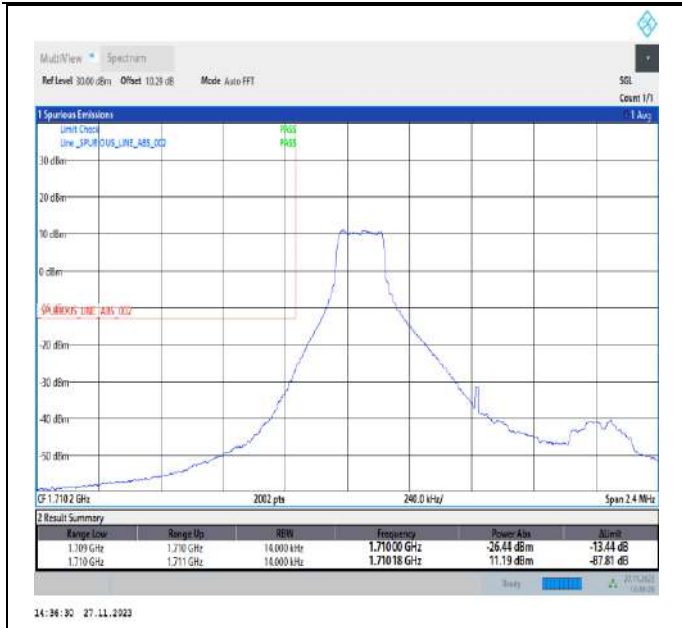 MultiView Spectrum
Ref Level 30.00 dBm Offset 10.29 dB Mode Auto FFT SGL
Count 1/1
1 Spurious Emissions 1 Avg
Limit Check PASS
Line _SPURIOUS_LINE_ABS_002 PASS
30 dBm
20 dBm
10 dBm
0 dBm
_SPURIOUS_LINE_ABS_002
-20 dBm
-30 dBm
-40 dBm
-50 dBm
CF 1.7102 GHz 2002 pts 240.0 kHz/ Span 2.4 MHz
2 Result Summary
Range Low Range Up RBW Frequency Power Abs ΔLimit
1.709 GHz 1.710 GHz 14.000 kHz 1.71000 GHz -26.44 dBm -13.44 dB
1.710 GHz 1.711 GHz 14.000 kHz 1.71018 GHz 11.19 dBm -87.81 dB
Ready 27.11.2023
14:36:30 27.11.2023